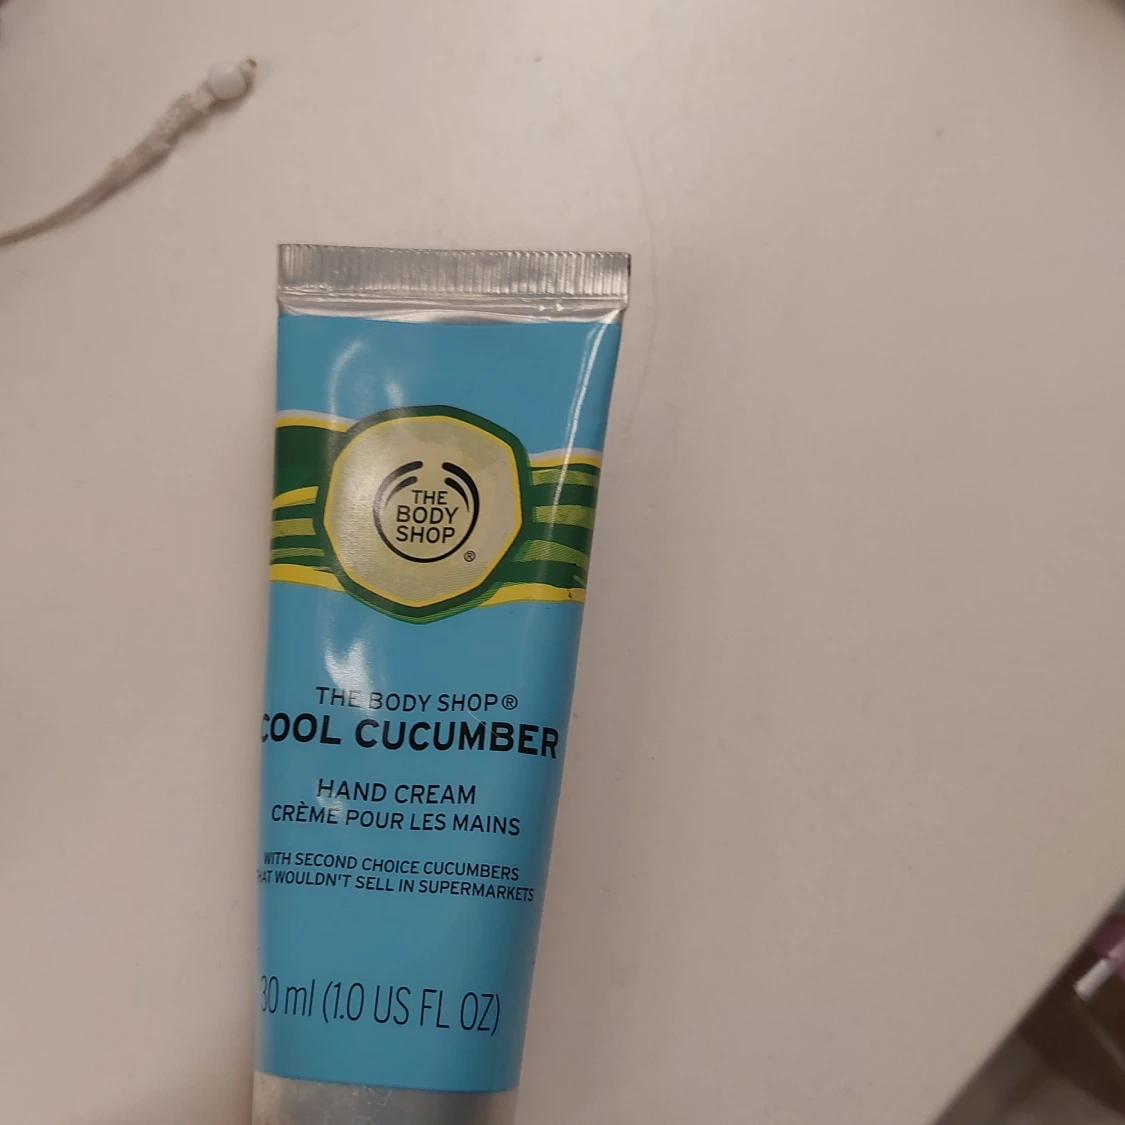 THE
BODY
SHOP
®
THE BODY SHOP®
COOL CUCUMBER
HAND CREAM
CRÈME POUR LES MAINS
WITH SECOND CHOICE CUCUMBERS
THAT WOULDN'T SELL IN SUPERMARKETS
30 ml (1.0 US FL OZ)